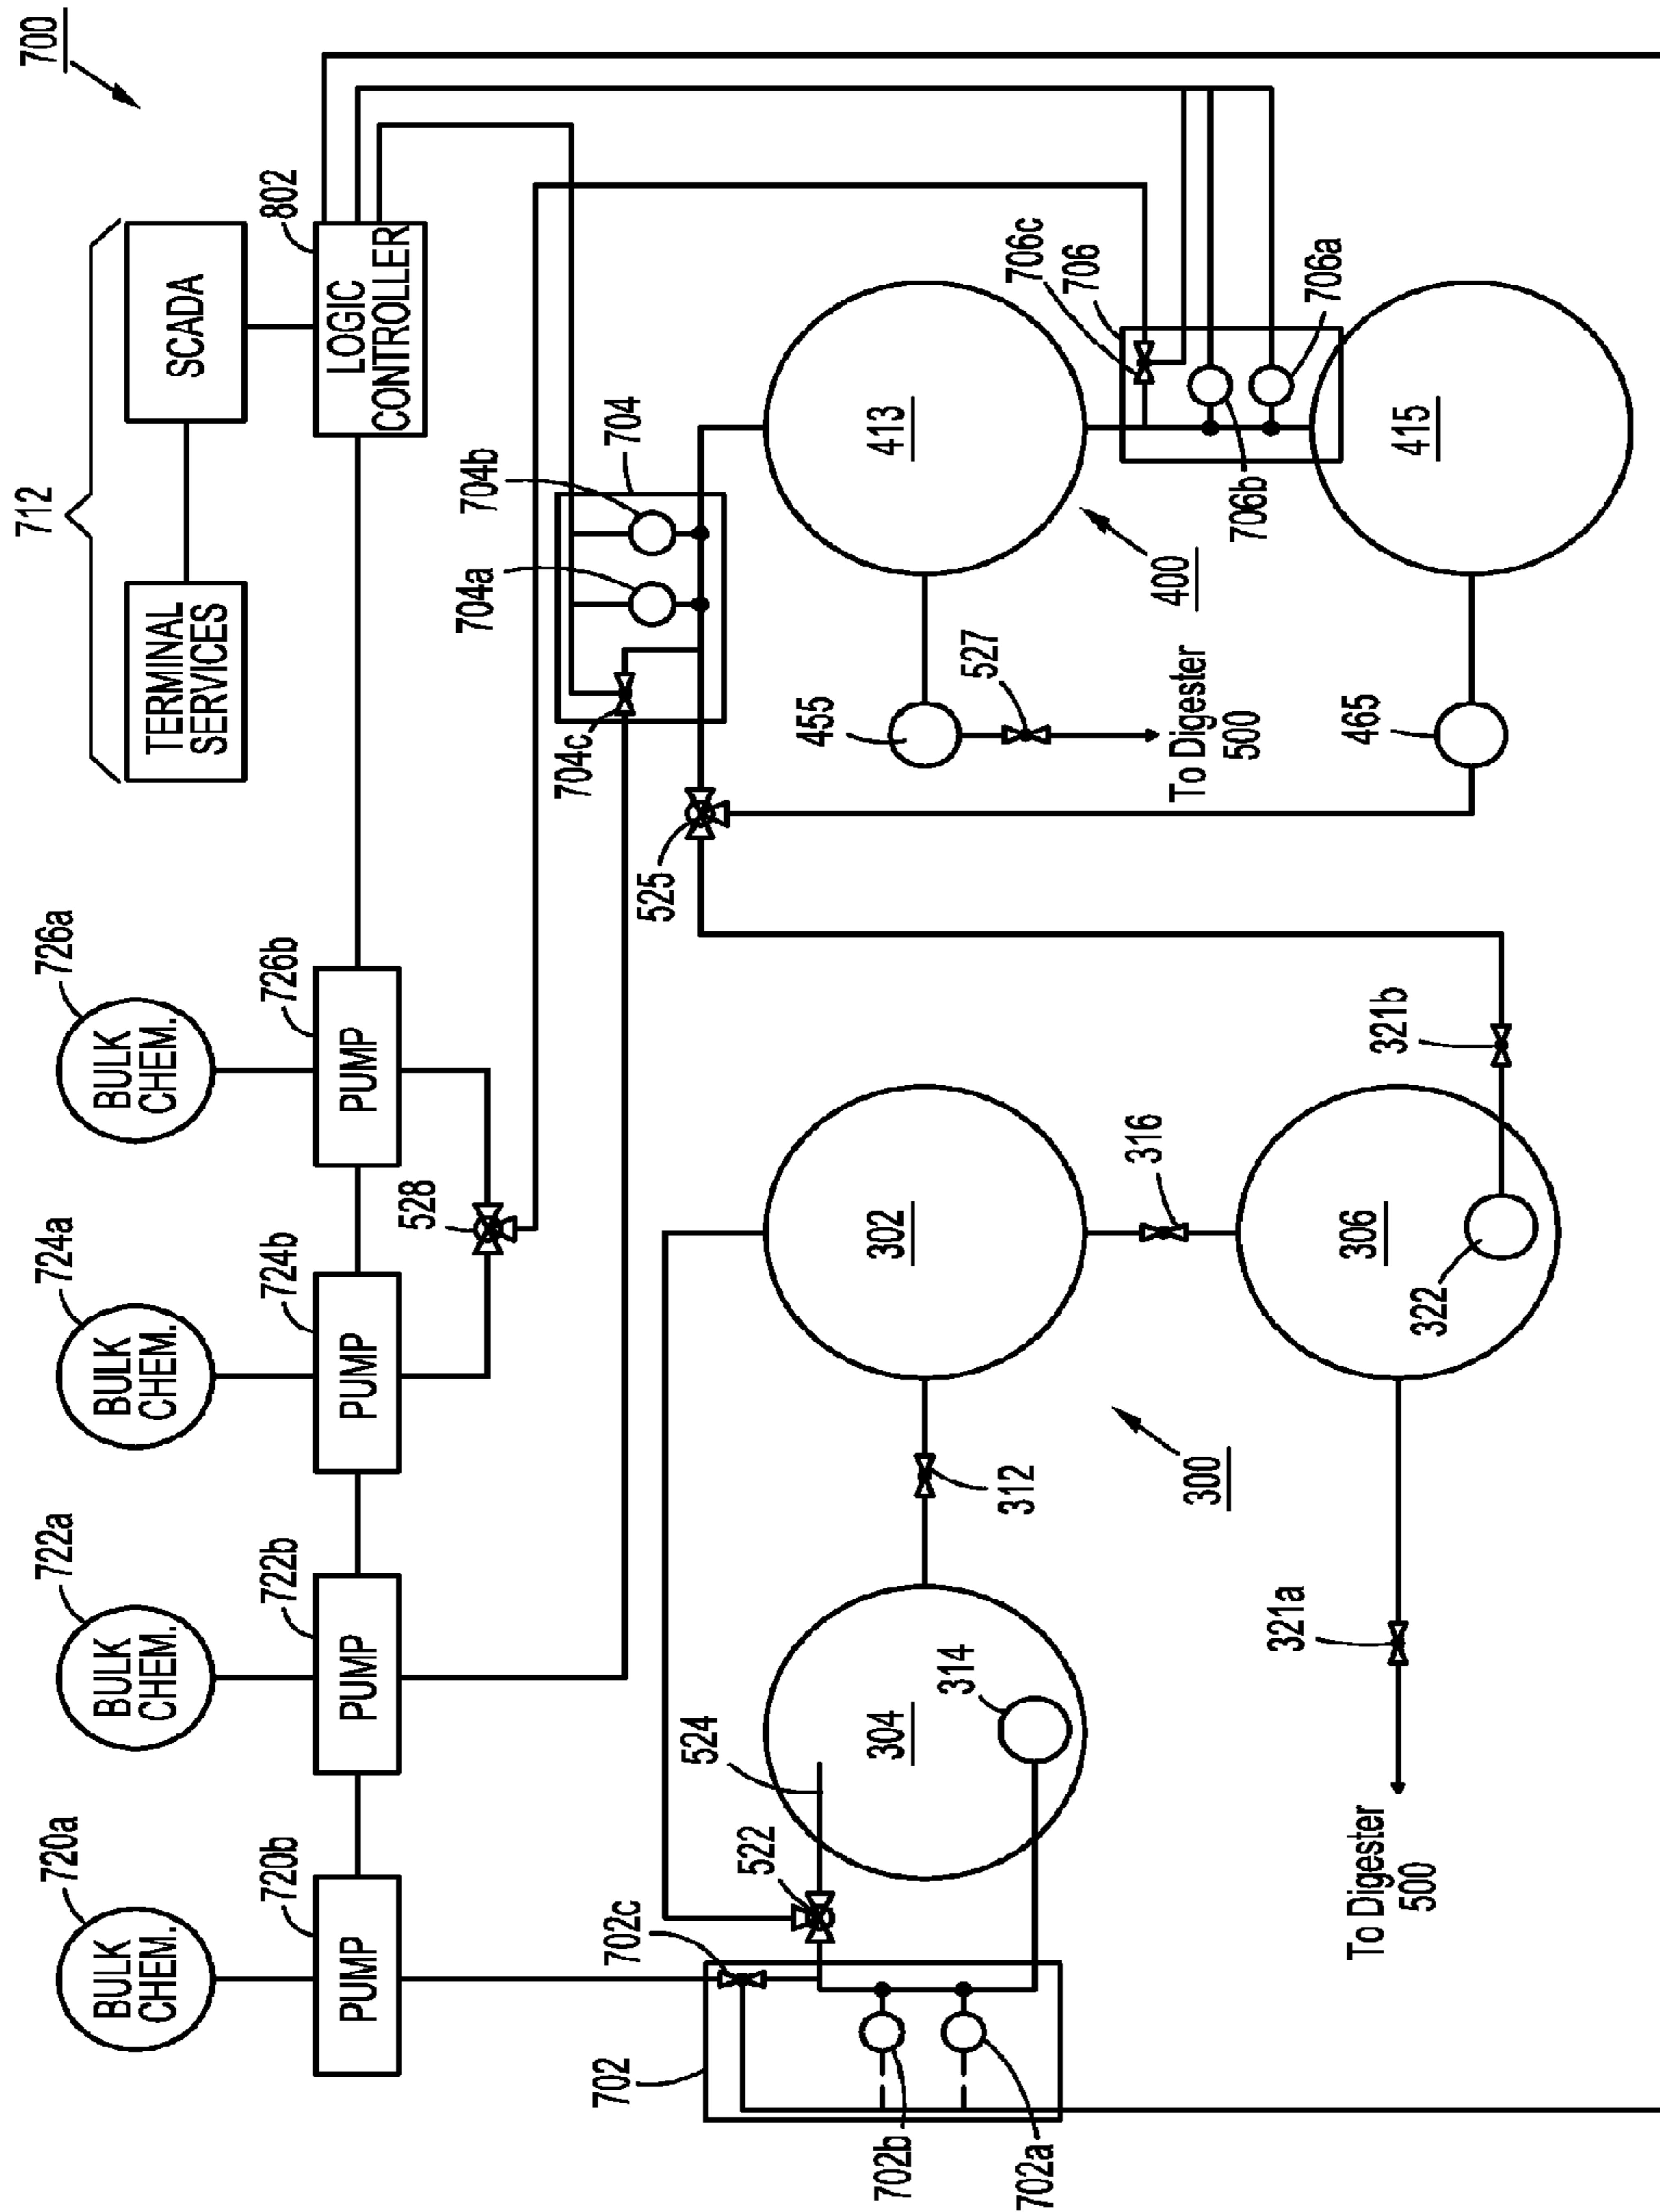 700
712
TERMINAL
SERVICES
SCADA
802
LOGIC
CONTROLLER
720a
BULK
CHEM.
722a
BULK
CHEM.
724a
BULK
CHEM.
726a
BULK
CHEM.
720b
PUMP
722b
PUMP
724b
PUMP
726b
PUMP
528
704c
704a
704b
704
525
702c
702
702b
702a
522
524
304
314
312
302
316
300
306
322
321a
321b
To Digester
500
455
527
To Digester
500
465
413
400
415
706c
706
706b
706a